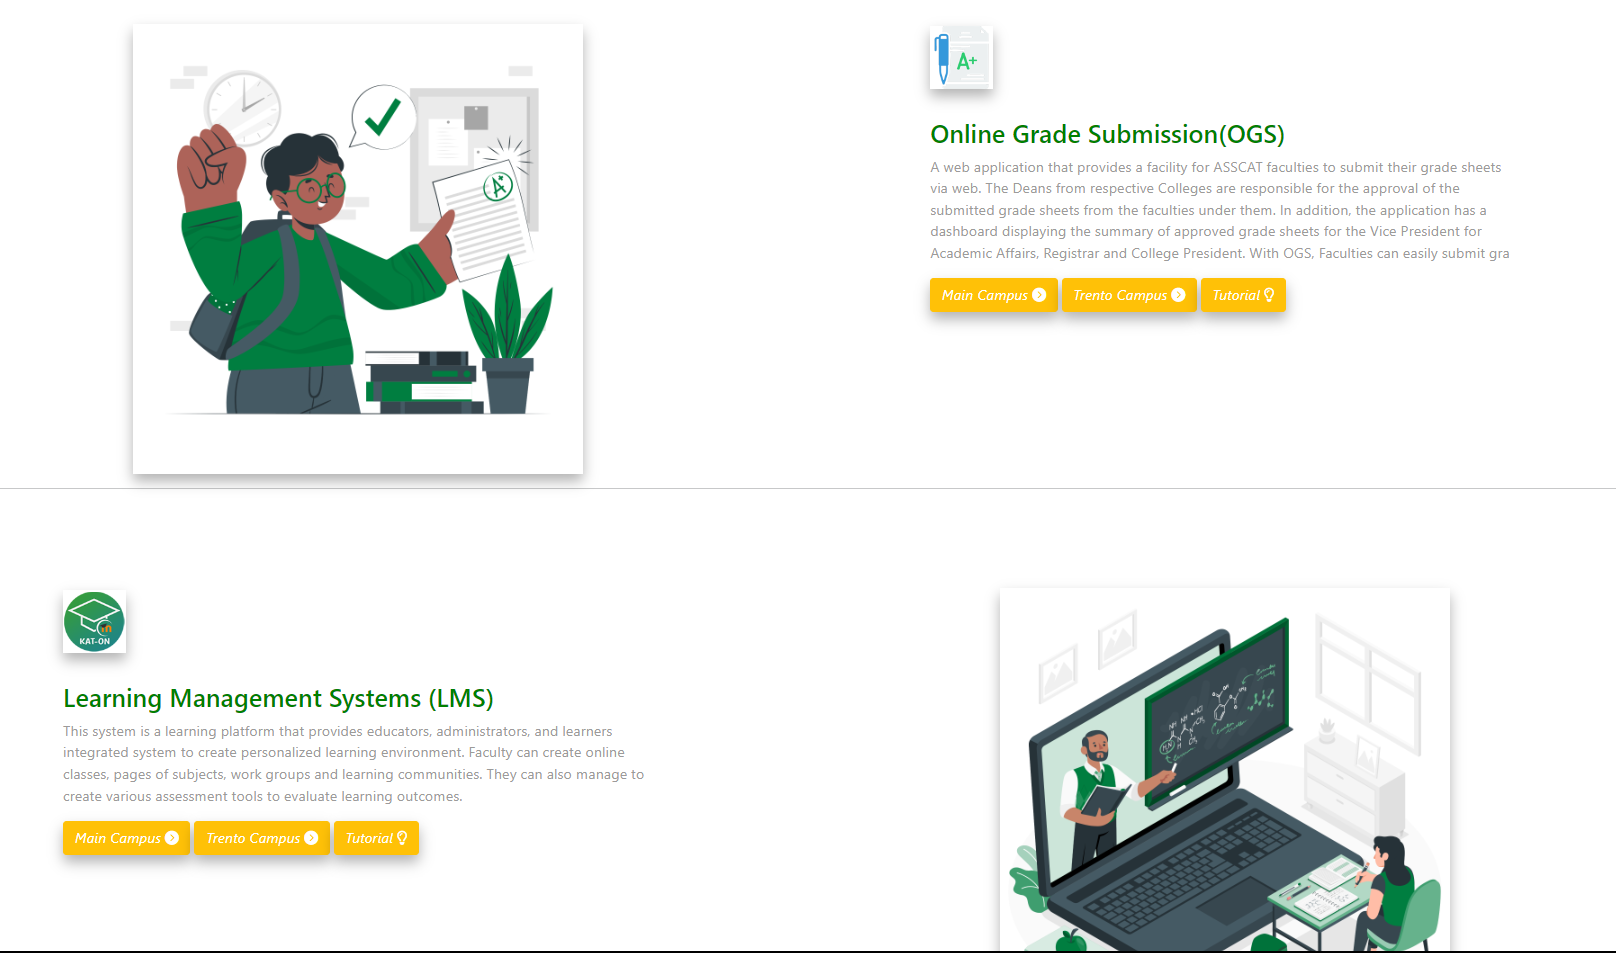 A+
Online Grade Submission(OGS)
A web application that provides a facility for ASSCAT faculties to submit their grade sheets
via web. The Deans from respective Colleges are responsible for the approval of the
submitted grade sheets from the faculties under them. In addition, the application has a
dashboard displaying the summary of approved grade sheets for the Vice President for
Academic Affairs, Registrar and College President. With OGS, Faculties can easily submit gra
Main Campus
Trento Campus
Tutorial
A+
KAT-ON
Learning Management Systems (LMS)
This system is a learning platform that provides educators, administrators, and learners
integrated system to create personalized learning environment. Faculty can create online
classes, pages of subjects, work groups and learning communities. They can also manage to
create various assessment tools to evaluate learning outcomes.
Main Campus
Trento Campus
Tutorial